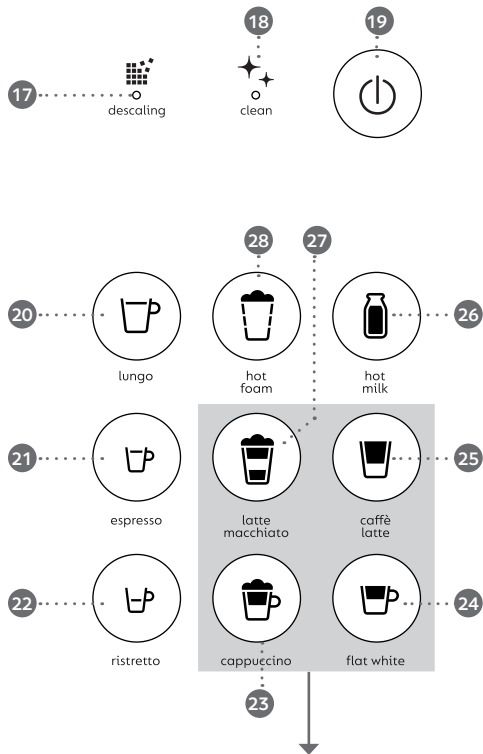 18
19
17
descaling
clean
28
27
20
26
lungo
hot
foam
hot
milk
21
25
espresso
latte
macchiato
caffè
latte
22
24
ristretto
cappuccino
flat white
23